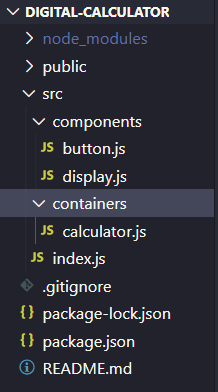 DIGITAL-CALCULATOR
node_modules
public
src
components
JS button.js
JS display.js
containers
JS calculator.js
JS index.js
.gitignore
{} package-lock.json
{} package.json
README.md